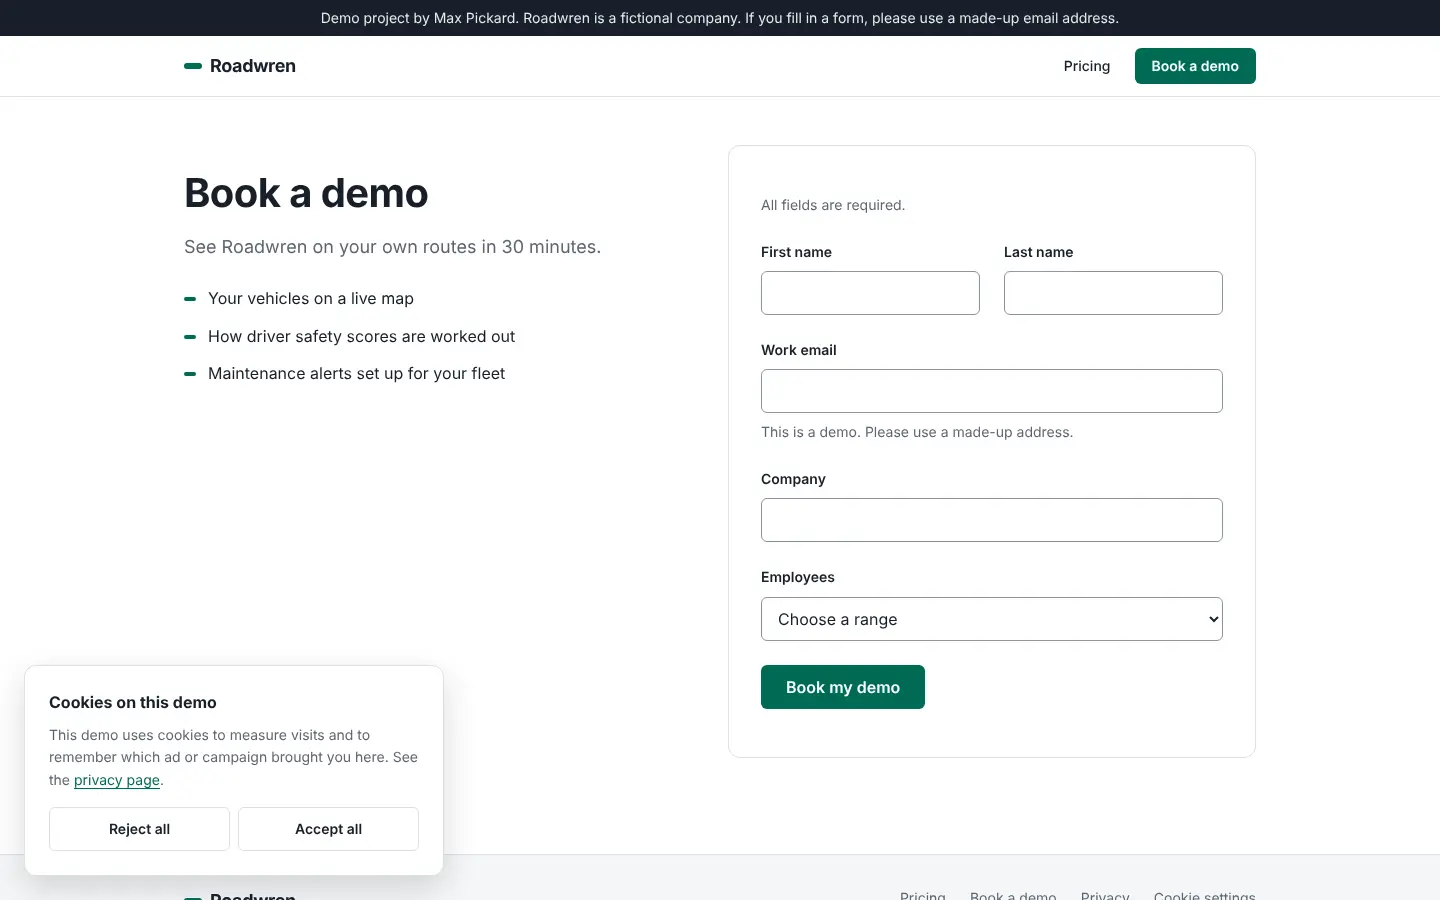 Demo project by Max Pickard. Roadwren is a fictional company. If you fill in a form, please use a made-up email address.
Roadwren
Pricing
Book a demo
Book a demo
See Roadwren on your own routes in 30 minutes.
Your vehicles on a live map
How driver safety scores are worked out
Maintenance alerts set up for your fleet
All fields are required.
First name
Last name
Work email
This is a demo. Please use a made-up address.
Company
Employees
Choose a range
Book my demo
Cookies on this demo
This demo uses cookies to measure visits and to
remember which ad or campaign brought you here. See
the privacy page.
Reject all
Accept all
Roadwren
Pricing
Book a demo
Privacy
Cookie settings